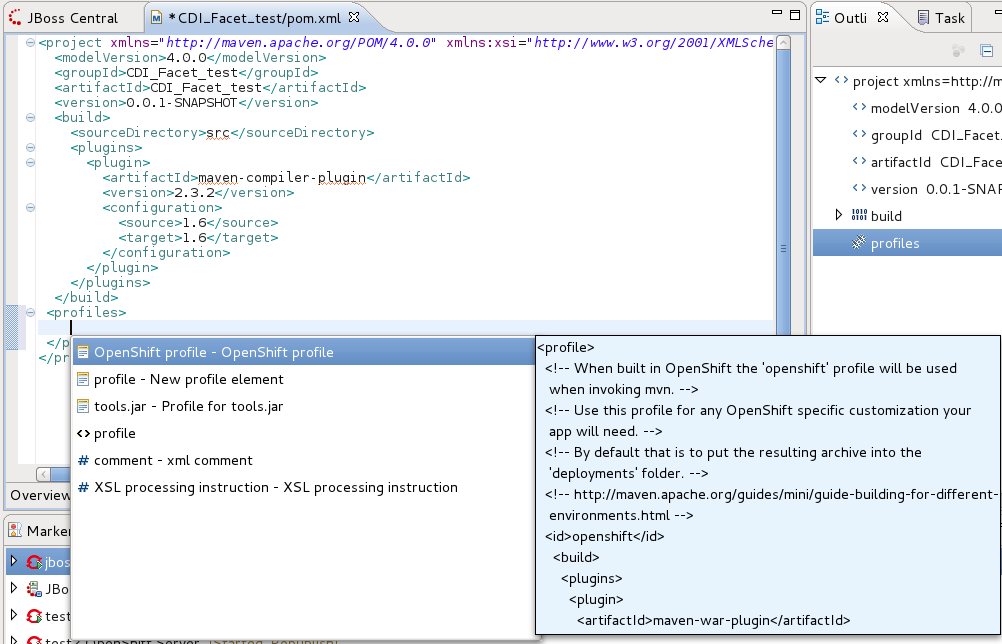 JBoss Central
*CDI_Facet_test/pom.xml
<project xmlns="http://maven.apache.org/POM/4.0.0" xmlns:xsi="http://www.w3.org/2001/XMLSche
<modelVersion>4.0.0</modelVersion>
<groupId>CDI_Facet_test</groupId>
<artifactId>CDI_Facet_test</artifactId>
<version>0.0.1-SNAPSHOT</version>
<build>
<sourceDirectory>src</sourceDirectory>
<plugins>
<plugin>
<artifactId>maven-compiler-plugin</artifactId>
<version>2.3.2</version>
<configuration>
<source>1.6</source>
<target>1.6</target>
</configuration>
</plugin>
</plugins>
</build>
<profiles>
</p
</pr
OpenShift profile - OpenShift profile
profile - New profile element
tools.jar - Profile for tools.jar
<> profile
# comment - xml comment
# XSL processing instruction - XSL processing instruction
<profile>
<!-- When built in OpenShift the 'openshift' profile will be used
when invoking mvn. -->
<!-- Use this profile for any OpenShift specific customization your
app will need. -->
<!-- By default that is to put the resulting archive into the
'deployments' folder. -->
<!-- http://maven.apache.org/guides/mini/guide-building-for-different-
environments.html -->
<id>openshift</id>
<build>
<plugins>
<plugin>
<artifactId>maven-war-plugin</artifactId>
Overview
Marke
jbos
JBo
test
Outli
Task
<> project xmlns=http://m
<> modelVersion 4.0.0
<> groupId CDI_Facet.
<> artifactId CDI_Face
<> version 0.0.1-SNAP
build
profiles